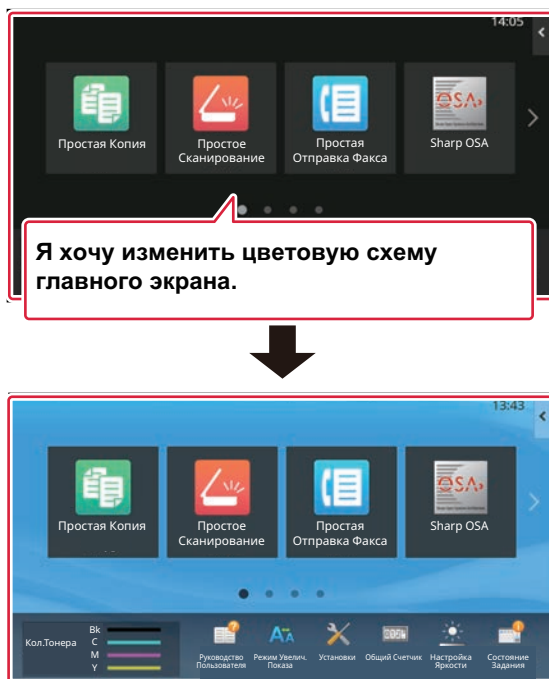 14:05
Простая Копия
Простое
Сканирование
Простая
Отправка Факса
OSA
Sharp OSA
Я хочу изменить цветовую схему
главного экрана.
13:43
Простая Копия
Простое
Сканирование
Простая
Отправка Факса
OSA
Sharp OSA
Кол.Тонера
Bk
C
M
Y
Руководство
Пользователя
Режим Увелич.
Показа
Установки
Общий Счетчик
Настройка
Яркости
Состояние
Задания